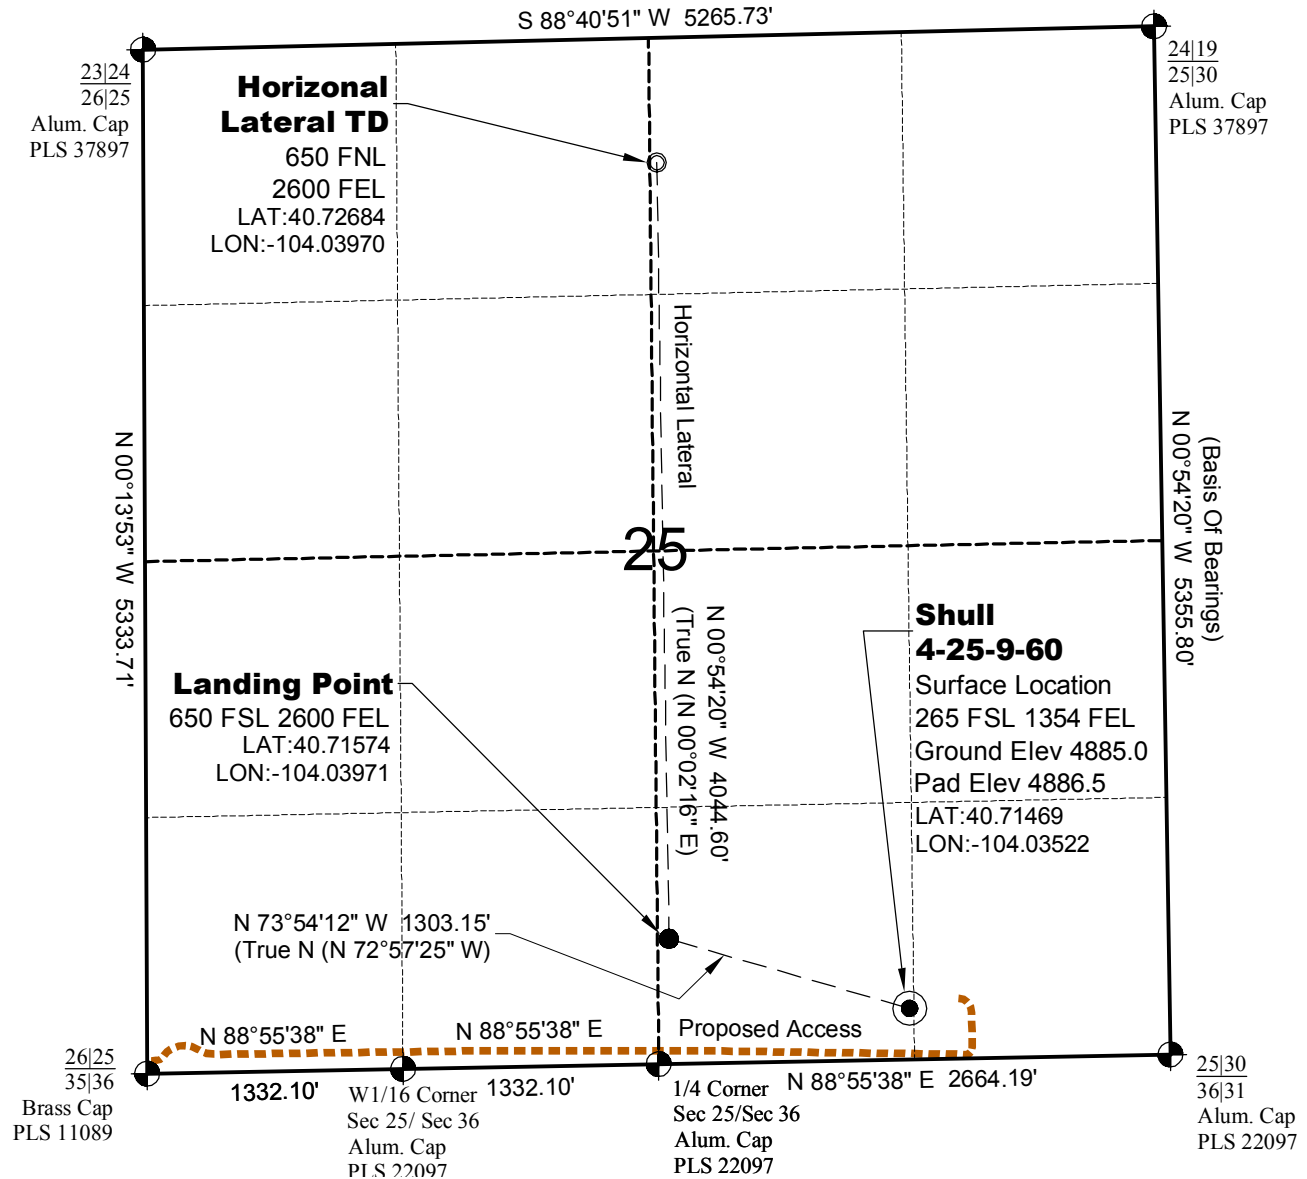 S 88°40'51" W 5265.73'
23|24
26|25
Alum. Cap
PLS 37897
24|19
25|30
Alum. Cap
PLS 37897
Horizonal
Lateral TD
650 FNL
2600 FEL
LAT:40.72684
LON:-104.03970
Horizontal Lateral
N 00°13'53" W 5333.71'
(Basis Of Bearings)
N 00°54'20" W 5355.80'
25
N 00°54'20" W 4044.60'
(True N (N 00°02'16" E)
Shull
4-25-9-60
Surface Location
265 FSL 1354 FEL
Ground Elev 4885.0
Pad Elev 4886.5
LAT:40.71469
LON:-104.03522
Landing Point
650 FSL 2600 FEL
LAT:40.71574
LON:-104.03971
N 73°54'12" W 1303.15'
(True N (N 72°57'25" W)
N 88°55'38" E
N 88°55'38" E
Proposed Access
26|25
35|36
Brass Cap
PLS 11089
1332.10'
W1/16 Corner
Sec 25/ Sec 36
Alum. Cap
PLS 22097
1332.10'
1/4 Corner
Sec 25/Sec 36
Alum. Cap
PLS 22097
N 88°55'38" E 2664.19'
25|30
36|31
Alum. Cap
PLS 22097